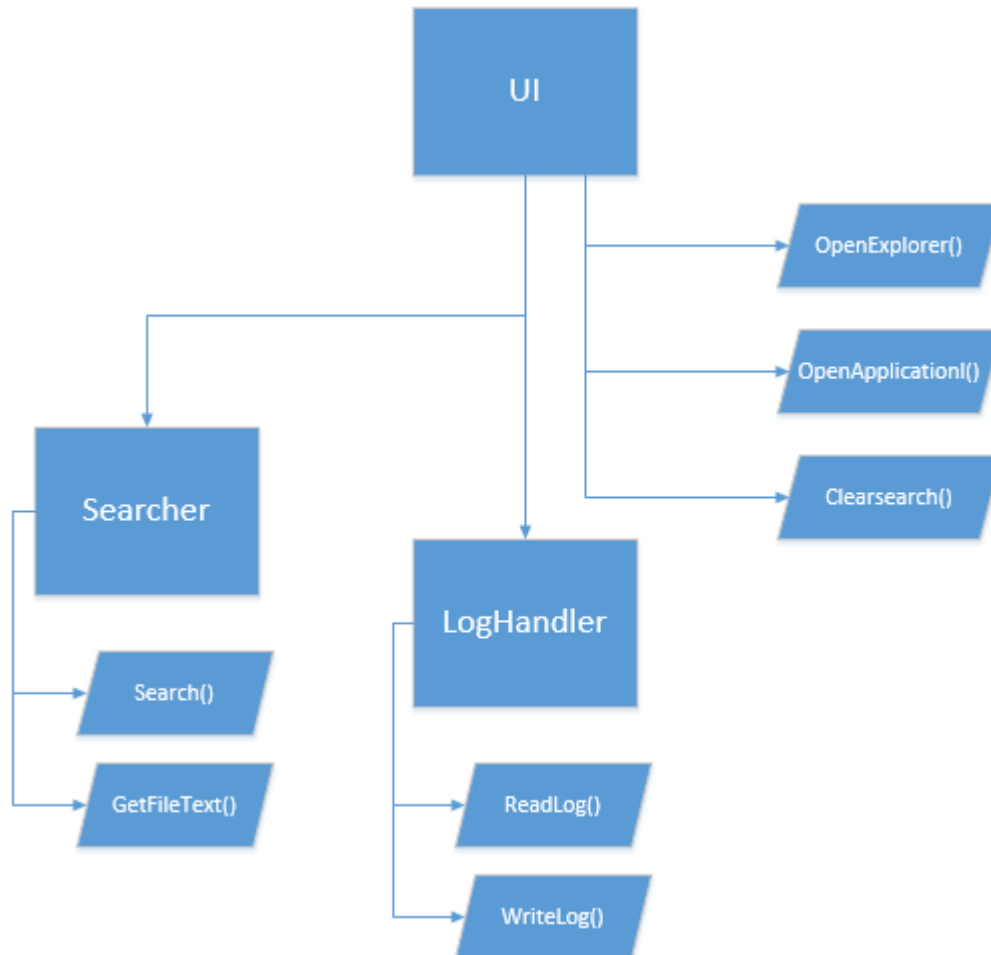 UI
OpenExplorer()
OpenApplicationI()
Clearsearch()
Searcher
LogHandler
Search()
GetFileText()
ReadLog()
WriteLog()